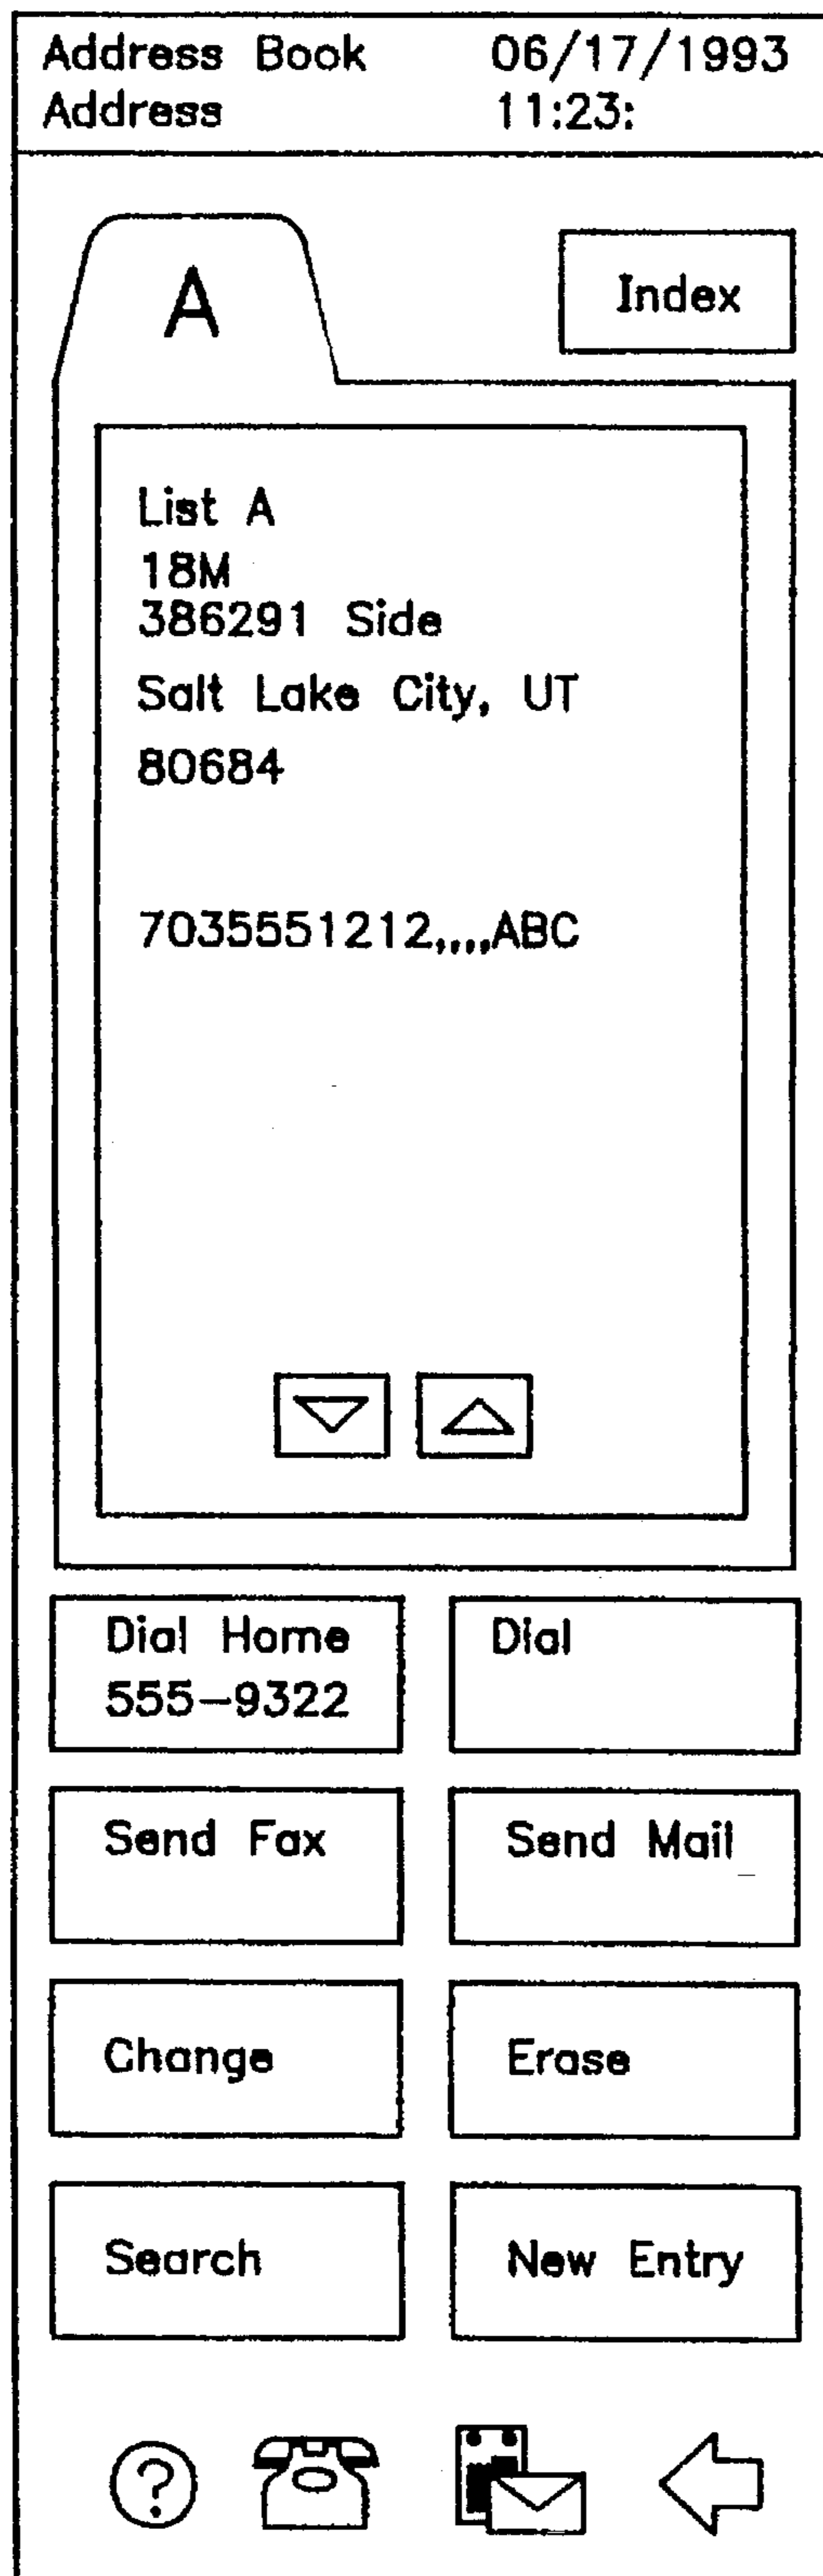 Address Book 06/17/1993
Address 11:23:
A
Index
List A
18M
386291 Side
Salt Lake City, UT
80684
7035551212,,,,ABC
Dial Home
555-9322
Dial
Send Fax
Send Mail
Change
Erase
Search
New Entry
?